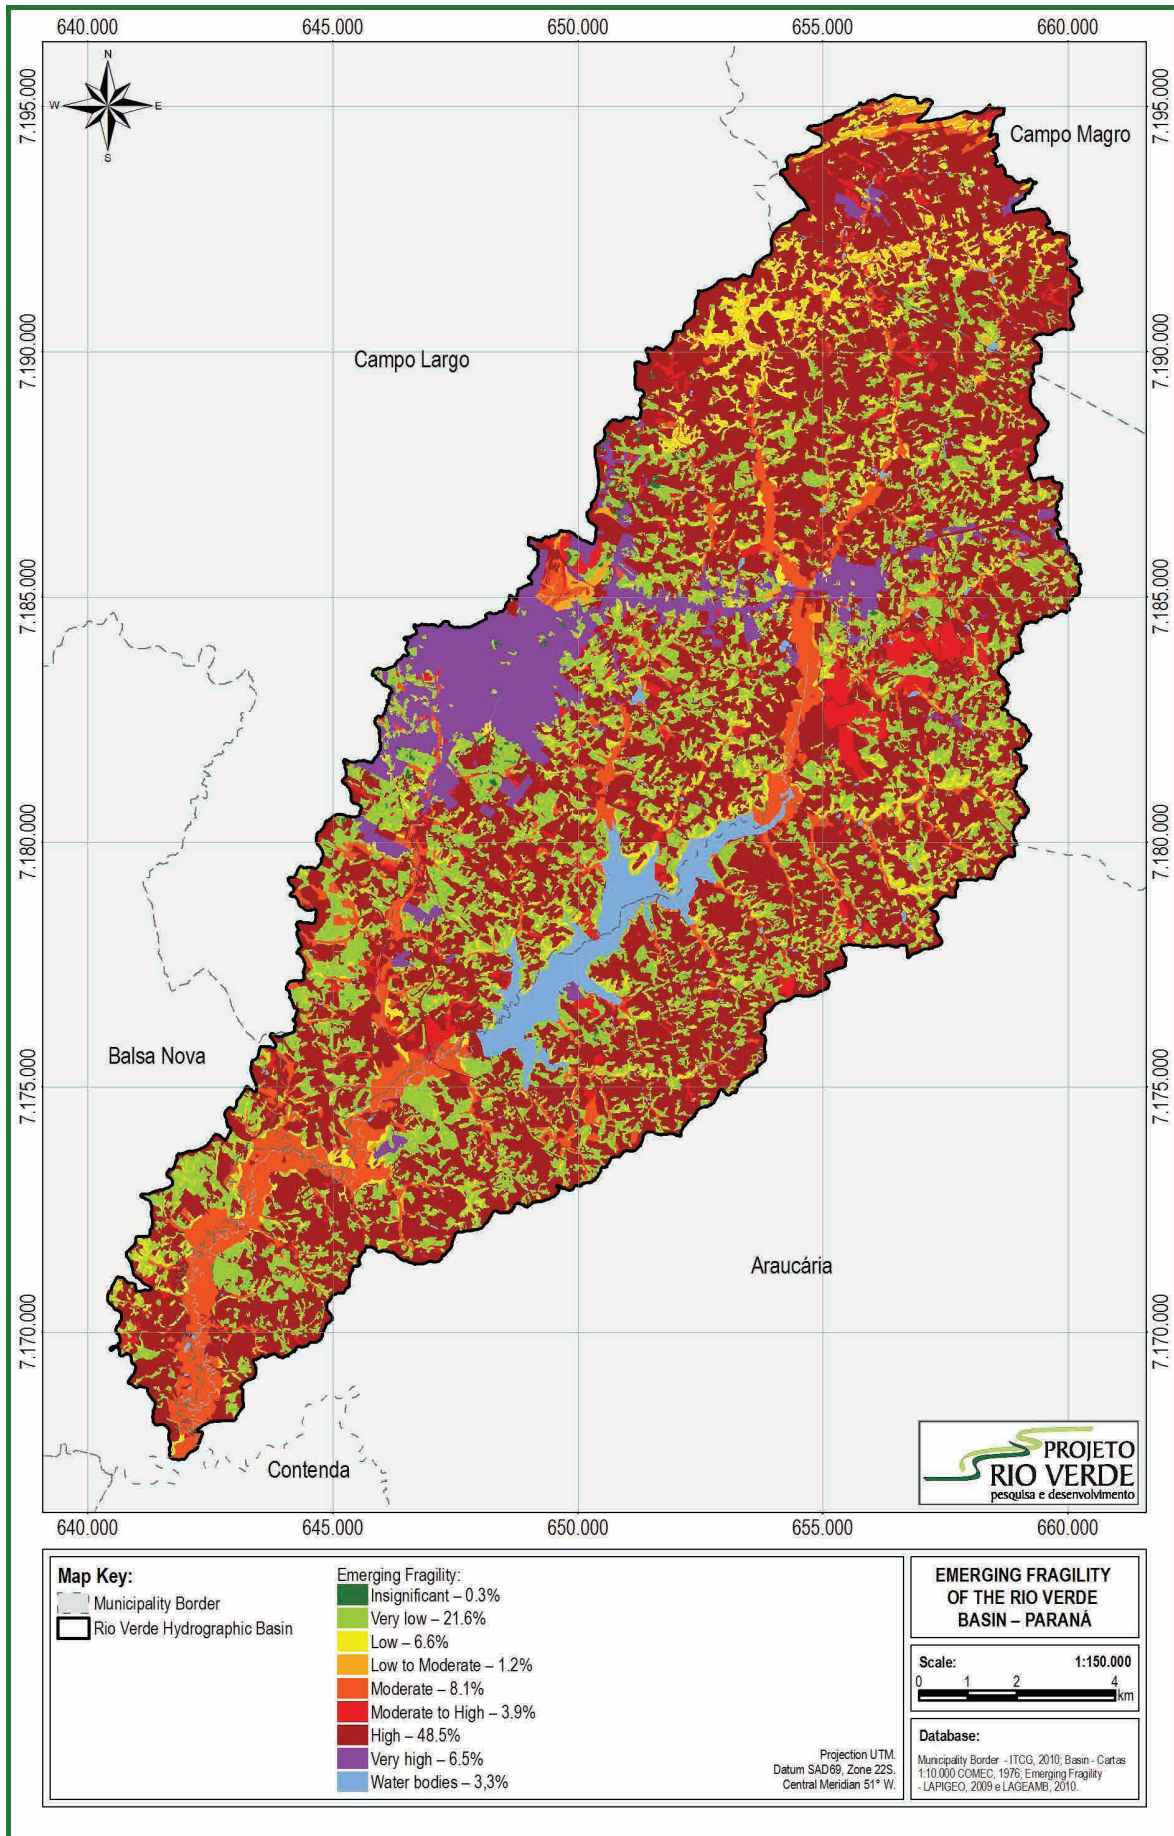 640.000 645.000 650.000 655.000 660.000
N
W E
S
7.195.000 7.195.000
Campo Magro
7.190.000 7.190.000
Campo Largo
7.185.000 7.185.000
7.180.000 7.180.000
Balsa Nova
7.175.000 7.175.000
Araucária
7.170.000 7.170.000
Contenda
PROJETO
RIO VERDE
pesquisa e desenvolvimento
640.000 645.000 650.000 655.000 660.000
Map Key:
Municipality Border
Rio Verde Hydrographic Basin
Emerging Fragility:
Insignificant – 0.3%
Very low – 21.6%
Low – 6.6%
Low to Moderate – 1.2%
Moderate – 8.1%
Moderate to High – 3.9%
High – 48.5%
Very high – 6.5%
Water bodies – 3,3%
Projection UTM.
Datum SAD69, Zone 22S.
Central Meridian 51° W.
EMERGING FRAGILITY
OF THE RIO VERDE
BASIN – PARANÁ
Scale: 1:150.000
0 1 2 4
km
Database:
Municipality Border - ITCG, 2010; Basin - Cartas
1:10.000 COMEC, 1976; Emerging Fragility
- LAPIGEO, 2009 e LAGEAMB, 2010.